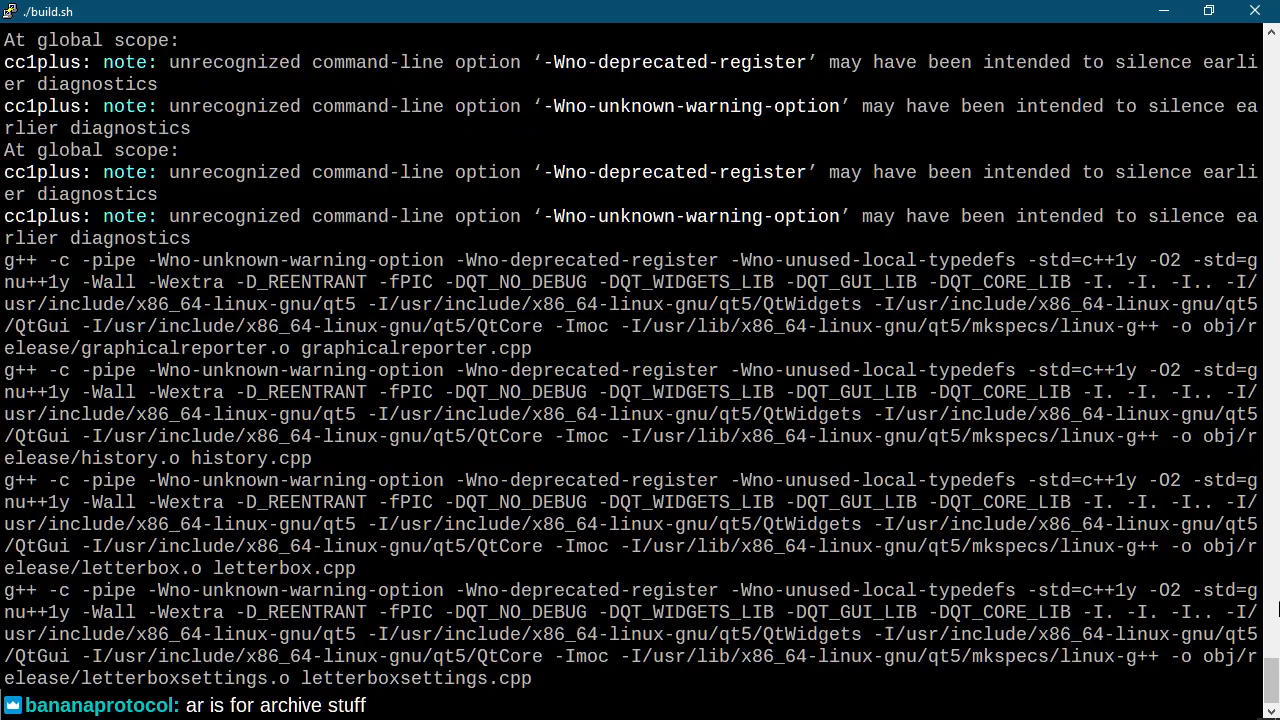 ./build.sh
At global scope:
cc1plus: note: unrecognized command-line option ‘-Wno-deprecated-register’ may have been intended to silence earli
er diagnostics
cc1plus: note: unrecognized command-line option ‘-Wno-unknown-warning-option’ may have been intended to silence ea
rlier diagnostics
At global scope:
cc1plus: note: unrecognized command-line option ‘-Wno-deprecated-register’ may have been intended to silence earli
er diagnostics
cc1plus: note: unrecognized command-line option ‘-Wno-unknown-warning-option’ may have been intended to silence ea
rlier diagnostics
g++ -c -pipe -Wno-unknown-warning-option -Wno-deprecated-register -Wno-unused-local-typedefs -std=c++1y -O2 -std=g
nu++1y -Wall -Wextra -D_REENTRANT -fPIC -DQT_NO_DEBUG -DQT_WIDGETS_LIB -DQT_GUI_LIB -DQT_CORE_LIB -I. -I. -I.. -I/
usr/include/x86_64-linux-gnu/qt5 -I/usr/include/x86_64-linux-gnu/qt5/QtWidgets -I/usr/include/x86_64-linux-gnu/qt5
/QtGui -I/usr/include/x86_64-linux-gnu/qt5/QtCore -Imoc -I/usr/lib/x86_64-linux-gnu/qt5/mkspecs/linux-g++ -o obj/r
elease/graphicalreporter.o graphicalreporter.cpp
g++ -c -pipe -Wno-unknown-warning-option -Wno-deprecated-register -Wno-unused-local-typedefs -std=c++1y -O2 -std=g
nu++1y -Wall -Wextra -D_REENTRANT -fPIC -DQT_NO_DEBUG -DQT_WIDGETS_LIB -DQT_GUI_LIB -DQT_CORE_LIB -I. -I. -I.. -I/
usr/include/x86_64-linux-gnu/qt5 -I/usr/include/x86_64-linux-gnu/qt5/QtWidgets -I/usr/include/x86_64-linux-gnu/qt5
/QtGui -I/usr/include/x86_64-linux-gnu/qt5/QtCore -Imoc -I/usr/lib/x86_64-linux-gnu/qt5/mkspecs/linux-g++ -o obj/r
elease/history.o history.cpp
g++ -c -pipe -Wno-unknown-warning-option -Wno-deprecated-register -Wno-unused-local-typedefs -std=c++1y -O2 -std=g
nu++1y -Wall -Wextra -D_REENTRANT -fPIC -DQT_NO_DEBUG -DQT_WIDGETS_LIB -DQT_GUI_LIB -DQT_CORE_LIB -I. -I. -I.. -I/
usr/include/x86_64-linux-gnu/qt5 -I/usr/include/x86_64-linux-gnu/qt5/QtWidgets -I/usr/include/x86_64-linux-gnu/qt5
/QtGui -I/usr/include/x86_64-linux-gnu/qt5/QtCore -Imoc -I/usr/lib/x86_64-linux-gnu/qt5/mkspecs/linux-g++ -o obj/r
elease/letterbox.o letterbox.cpp
g++ -c -pipe -Wno-unknown-warning-option -Wno-deprecated-register -Wno-unused-local-typedefs -std=c++1y -O2 -std=g
nu++1y -Wall -Wextra -D_REENTRANT -fPIC -DQT_NO_DEBUG -DQT_WIDGETS_LIB -DQT_GUI_LIB -DQT_CORE_LIB -I. -I. -I.. -I/
usr/include/x86_64-linux-gnu/qt5 -I/usr/include/x86_64-linux-gnu/qt5/QtWidgets -I/usr/include/x86_64-linux-gnu/qt5
/QtGui -I/usr/include/x86_64-linux-gnu/qt5/QtCore -Imoc -I/usr/lib/x86_64-linux-gnu/qt5/mkspecs/linux-g++ -o obj/r
elease/letterboxsettings.o letterboxsettings.cpp
bananaprotocol: ar is for archive stuff